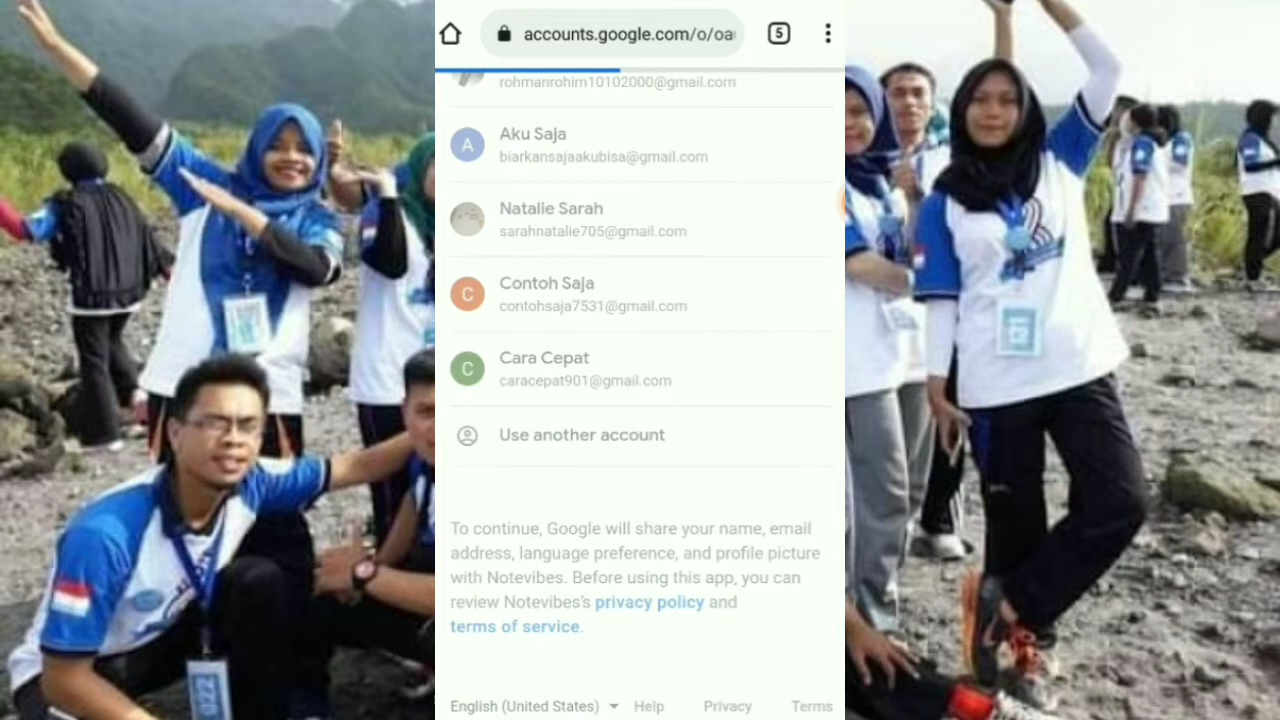 accounts.google.com/o/oa
5
rohmanrohim10102000@gmail.com
A
Aku Saja
biarkansajaakubisa@gmail.com
Natalie Sarah
sarahnatalie705@gmail.com
C
Contoh Saja
contohsaja7531@gmail.com
C
Cara Cepat
caracepat901@gmail.com
Use another account
To continue, Google will share your name, email
address, language preference, and profile picture
with Notevibes. Before using this app, you can
review Notevibes's privacy policy and
terms of service.
English (United States) Help Privacy Terms
022